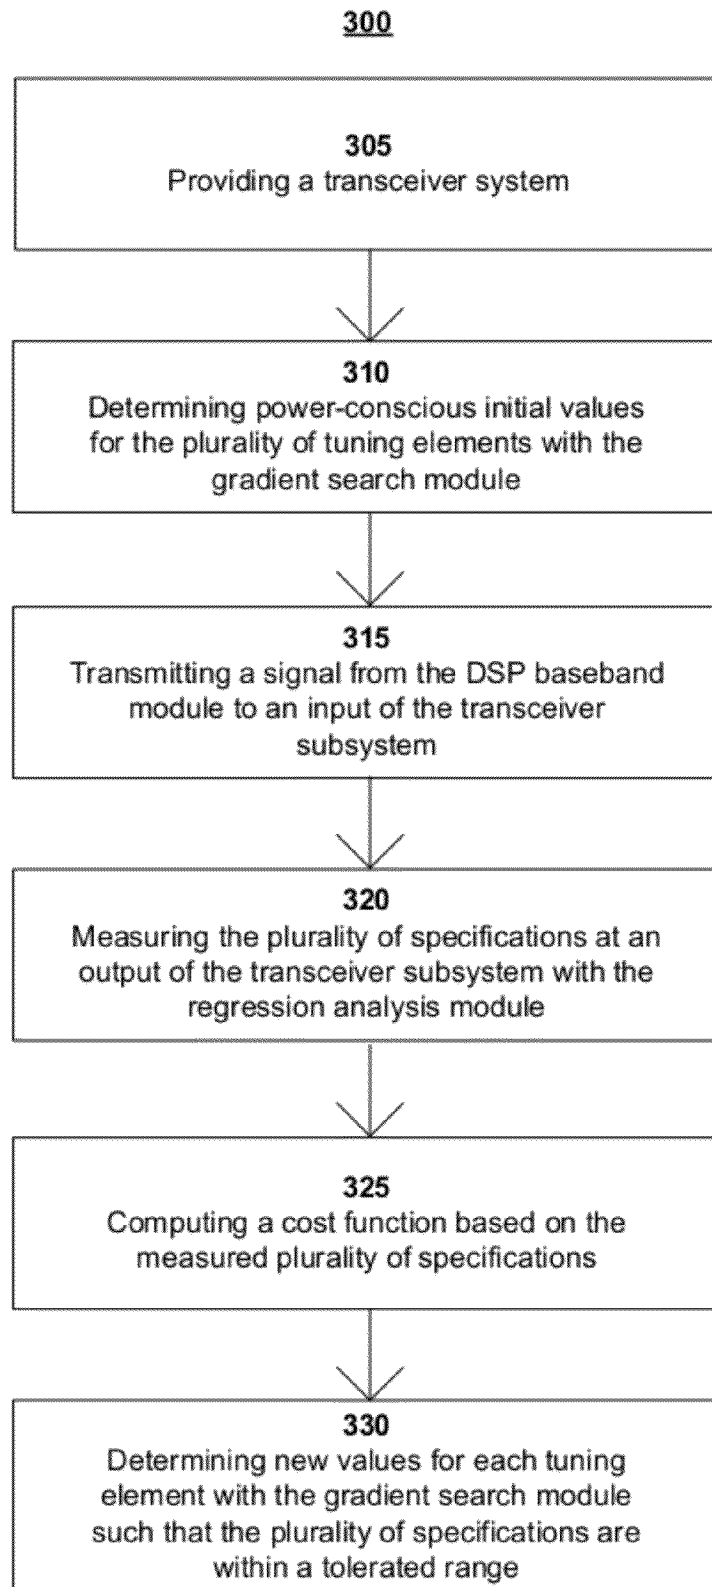 300
305
Providing a transceiver system
310
Determining power-conscious initial values
for the plurality of tuning elements with the
gradient search module
315
Transmitting a signal from the DSP baseband
module to an input of the transceiver
subsystem
320
Measuring the plurality of specifications at an
output of the transceiver subsystem with the
regression analysis module
325
Computing a cost function based on the
measured plurality of specifications
330
Determining new values for each tuning
element with the gradient search module
such that the plurality of specifications are
within a tolerated range